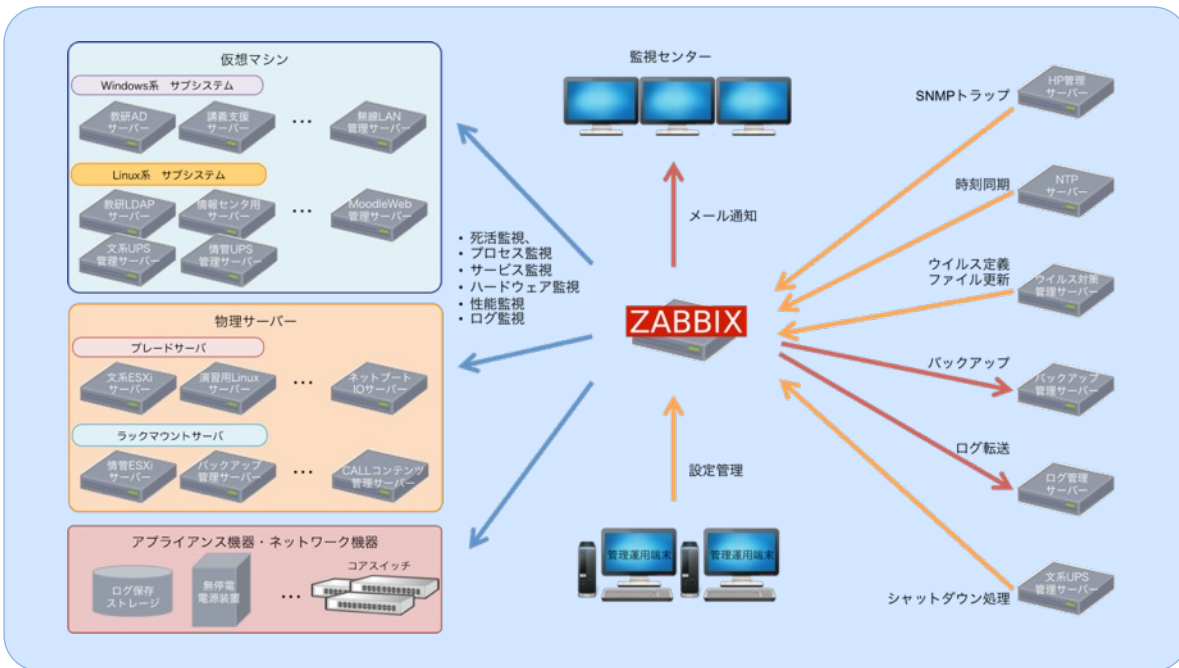 仮想マシン
Windows系　サブシステム
教研AD
サーバー
講義支援
サーバー
...
無線LAN
管理サーバー
Linux系　サブシステム
教研LDAP
サーバー
情報センタ用
サーバー
...
MoodleWeb
管理サーバー
文系UPS
管理サーバー
情管UPS
管理サーバー
物理サーバー
ブレードサーバ
文系ESXi
サーバー
演習用Linux
サーバー
...
ネットブート
IOサーバー
ラックマウントサーバ
情管ESXi
サーバー
バックアップ
管理サーバー
...
CALLコンテンツ
管理サーバー
アプライアンス機器・ネットワーク機器
ログ保存
ストレージ
無停電
電源装置
...
コアスイッチ
• 死活監視、
• プロセス監視
• サービス監視
• ハードウェア監視
• 性能監視
• ログ監視
監視センター
メール通知
ZABBIX
設定管理
管理運用端末
管理運用端末
SNMPトラップ
HP管理
サーバー
時刻同期
NTP
サーバー
ウイルス定義
ファイル更新
ウイルス対策
管理サーバー
バックアップ
バックアップ
管理サーバー
ログ転送
ログ管理
サーバー
シャットダウン処理
文系UPS
管理サーバー